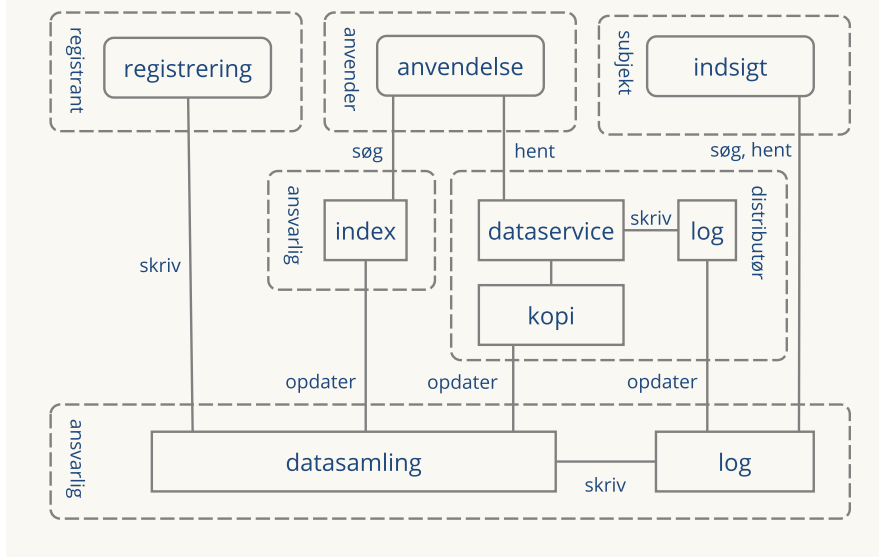 registrant
registrering
anvender
anvendelse
subjekt
indsigt
søg
hent
søg, hent
ansvarlig
index
dataservice
skriv
log
distributør
skriv
kopi
opdater
opdater
opdater
ansvarlig
datasamling
skriv
log